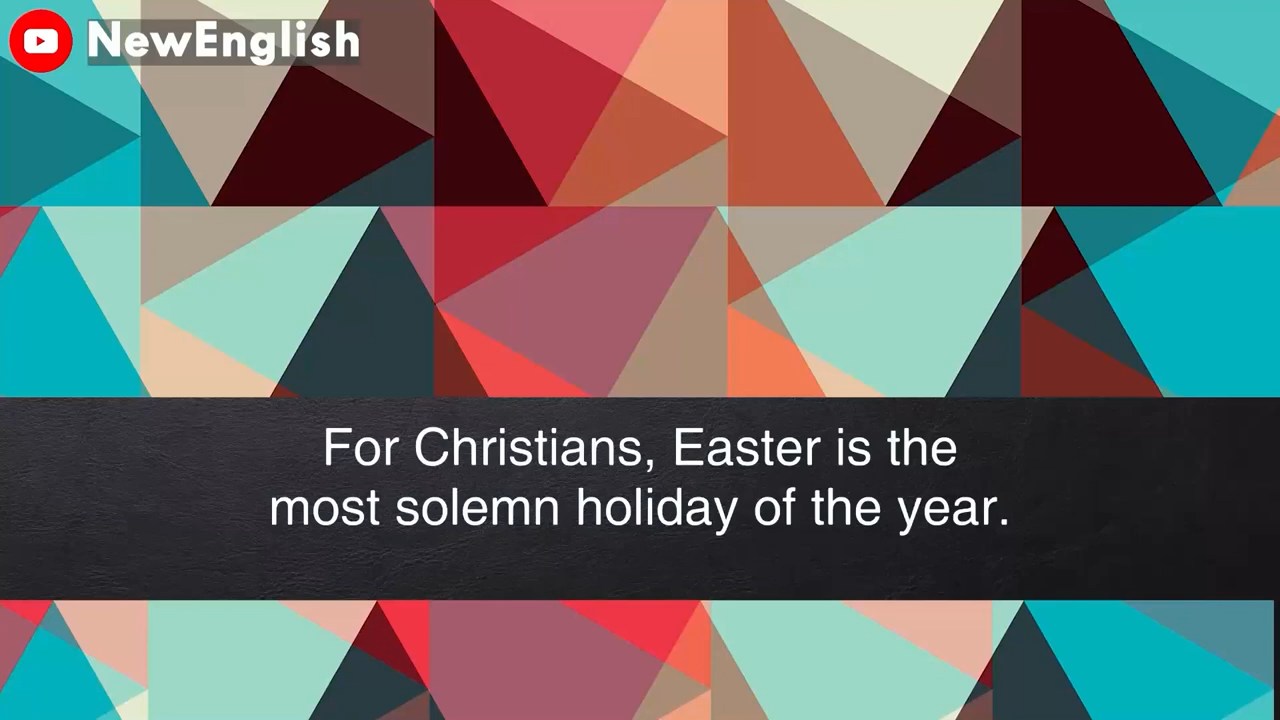 NewEnglish
For Christians, Easter is the
most solemn holiday of the year.